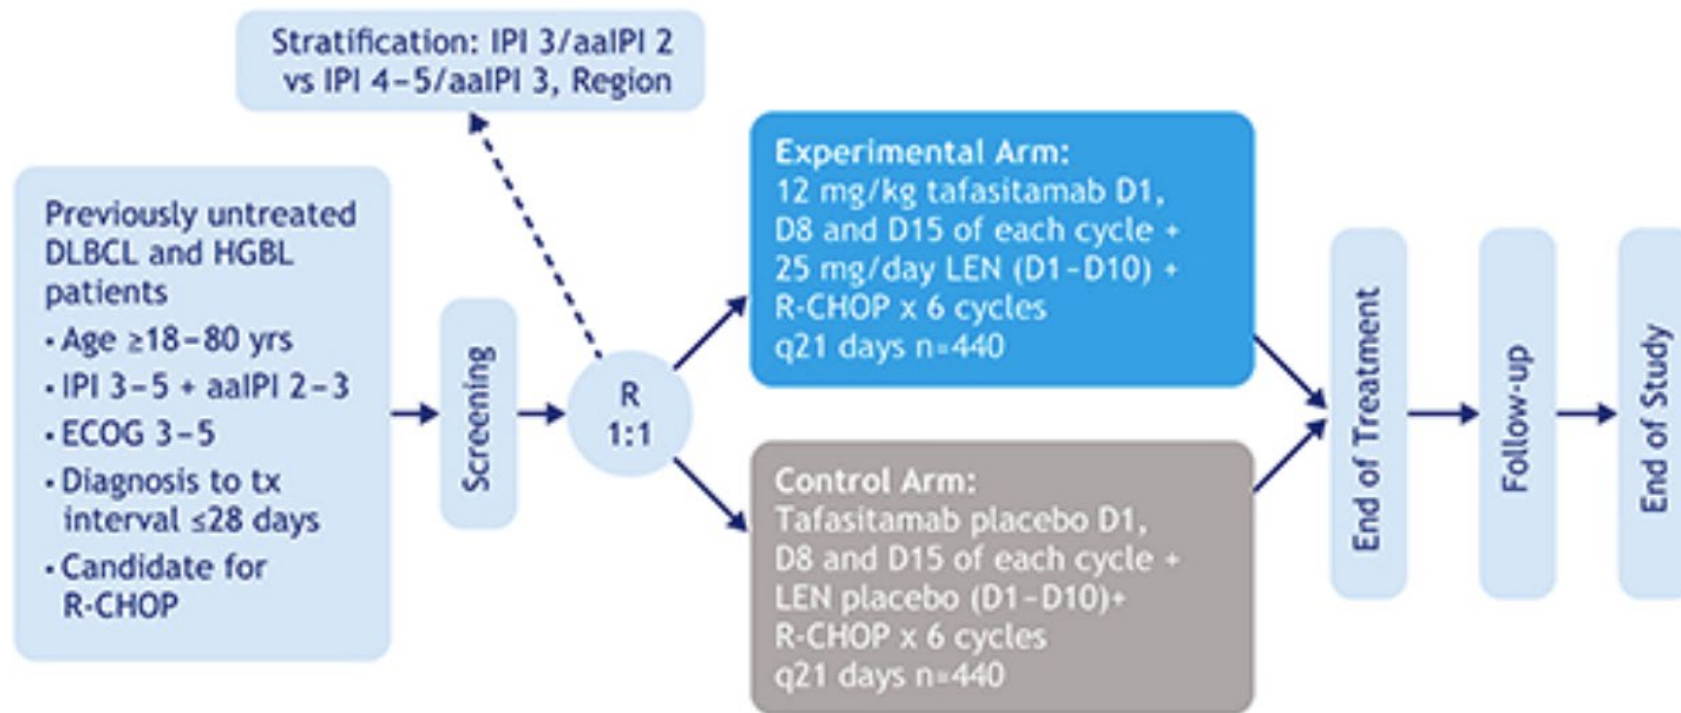 Stratification: IPI 3/aaIPI 2
vs IPI 4–5/aaIPI 3, Region
Previously untreated
DLBCL and HGBL
patients
• Age ≥18–80 yrs
• IPI 3–5 + aaIPI 2–3
• ECOG 3–5
• Diagnosis to tx
interval ≤28 days
• Candidate for
R-CHOP
Screening
R
1:1
Experimental Arm:
12 mg/kg tafasitamab D1,
D8 and D15 of each cycle +
25 mg/day LEN (D1–D10) +
R-CHOP x 6 cycles
q21 days n=440
Control Arm:
Tafasitamab placebo D1,
D8 and D15 of each cycle +
LEN placebo (D1–D10)+
R-CHOP x 6 cycles
q21 days n=440
End of Treatment
Follow-up
End of Study